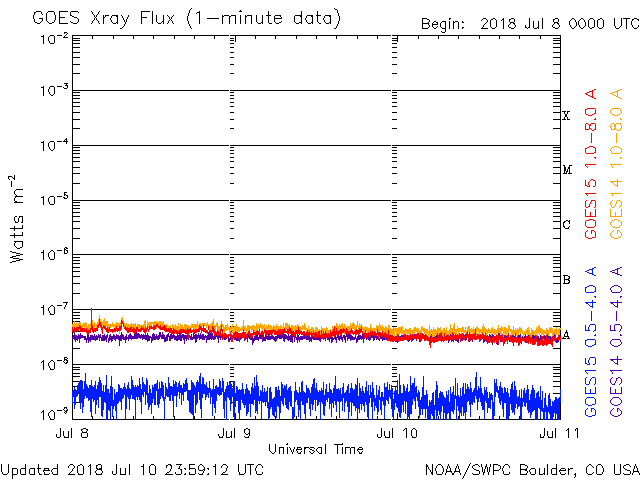 GOES Xray Flux (1-minute data)
Begin: 2018 Jul 8 0000 UTC
10⁻²
10⁻³
10⁻⁴
10⁻⁵
10⁻⁶
10⁻⁷
10⁻⁸
10⁻⁹
Watts m⁻²
X
M
C
B
A
GOES15 1.0-8.0 A
GOES14 1.0-8.0 A
GOES15 0.5-4.0 A
GOES14 0.5-4.0 A
Jul 8
Jul 9
Jul 10
Jul 11
Universal Time
Updated 2018 Jul 10 23:59:12 UTC
NOAA/SWPC Boulder, CO USA